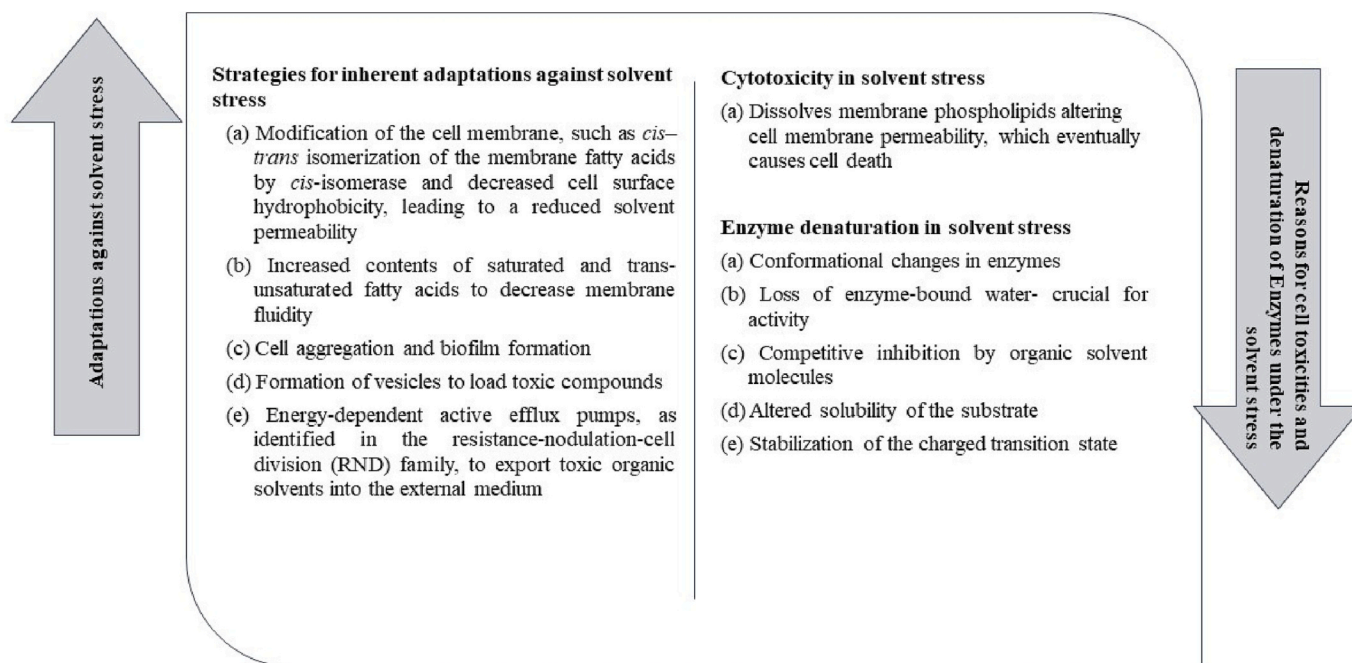 Adaptations against solvent stress
Strategies for inherent adaptations against solvent
stress
(a) Modification of the cell membrane, such as cis–
trans isomerization of the membrane fatty acids
by cis-isomerase and decreased cell surface
hydrophobicity, leading to a reduced solvent
permeability
(b) Increased contents of saturated and trans-
unsaturated fatty acids to decrease membrane
fluidity
(c) Cell aggregation and biofilm formation
(d) Formation of vesicles to load toxic compounds
(e) Energy-dependent active efflux pumps, as
identified in the resistance-nodulation-cell
division (RND) family, to export toxic organic
solvents into the external medium
Cytotoxicity in solvent stress
(a) Dissolves membrane phospholipids altering
cell membrane permeability, which eventually
causes cell death
Enzyme denaturation in solvent stress
(a) Conformational changes in enzymes
(b) Loss of enzyme-bound water- crucial for
activity
(c) Competitive inhibition by organic solvent
molecules
(d) Altered solubility of the substrate
(e) Stabilization of the charged transition state
Reasons for cell toxicities and
denaturation of Enzymes under the
solvent stress